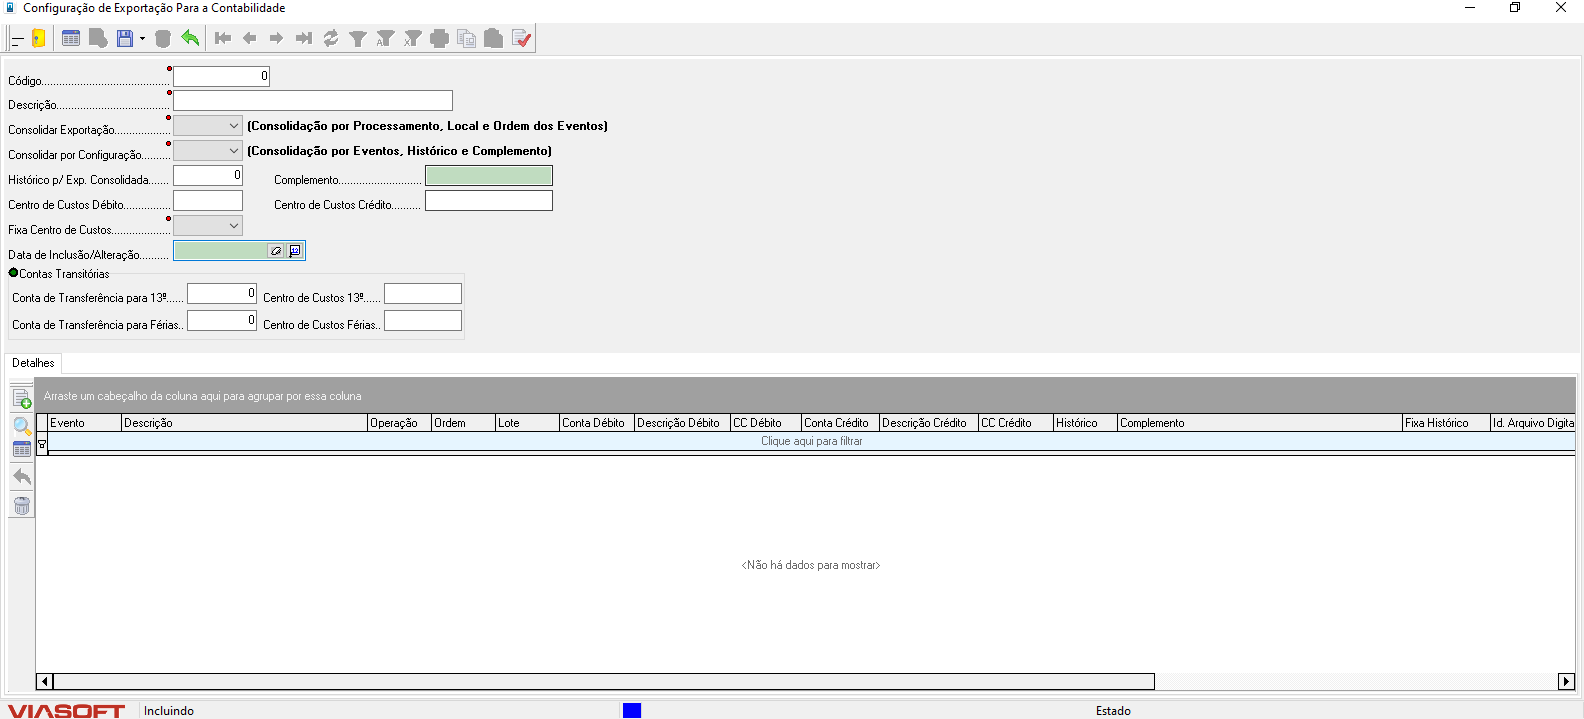 Configuração de Exportação Para a Contabilidade
Código 0
Descrição
Consolidar Exportação (Consolidação por Processamento, Local e Ordem dos Eventos)
Consolidar por Configuração (Consolidação por Eventos, Histórico e Complemento)
Histórico p/ Exp. Consolidada 0 Complemento
Centro de Custos Débito Centro de Custos Crédito
Fixa Centro de Custos
Data de Inclusão/Alteração
Contas Transitórias
Conta de Transferência para 13º 0 Centro de Custos 13º
Conta de Transferência para Férias 0 Centro de Custos Férias
Detalhes
Arraste um cabeçalho da coluna aqui para agrupar por essa coluna
Evento Descrição Operação Ordem Lote Conta Débito Descrição Débito CC Débito Conta Crédito Descrição Crédito CC Crédito Histórico Complemento Fixa Histórico Id. Arquivo Digita
Clique aqui para filtrar
<Não há dados para mostrar>
VIASOFT Incluindo Estado